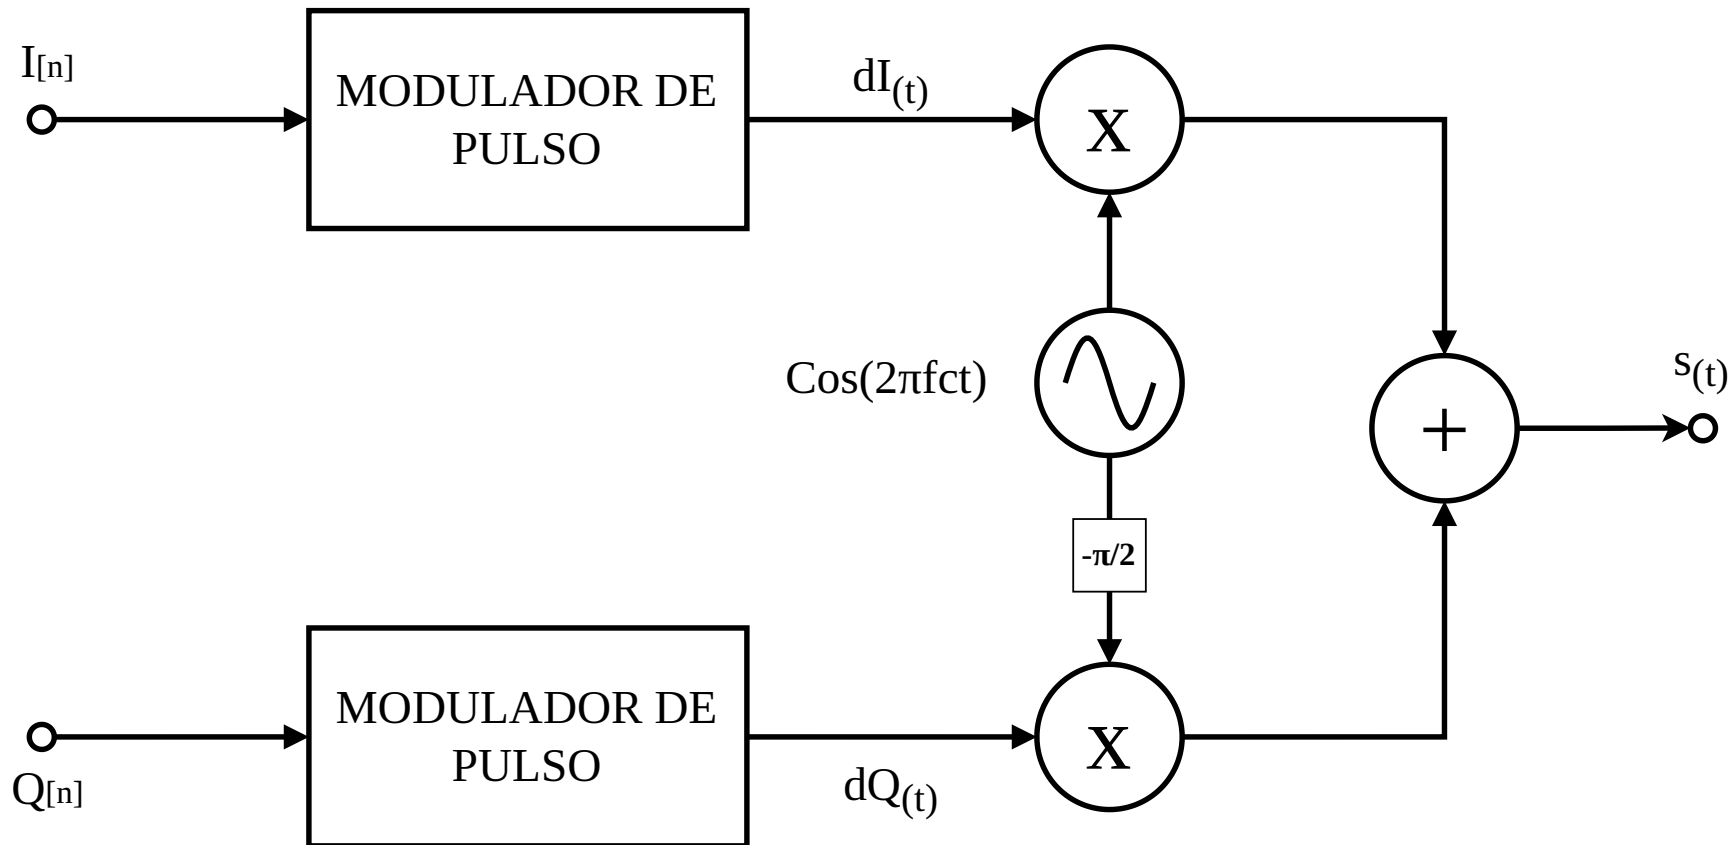 I[n]
MODULADOR DE
PULSO
dI(t)
X
Cos(2πfct)
s(t)
+
-π/2
MODULADOR DE
PULSO
X
Q[n]
dQ(t)